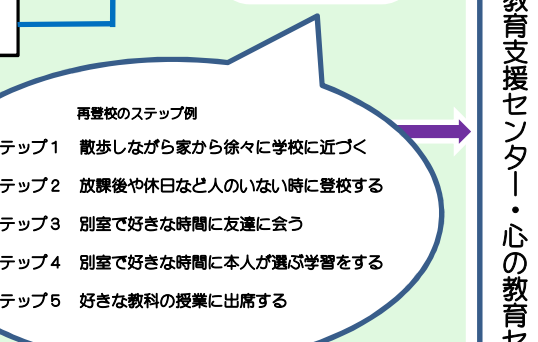 再登校のステップ例
テップ１　散歩しながら家から徐々に学校に近づく
テップ２　放課後や休日など人のいない時に登校する
テップ３　別室で好きな時間に友達に会う
テップ４　別室で好きな時間に本人が選ぶ学習をする
テップ５　好きな教科の授業に出席する
教育支援センター・心の教育セ